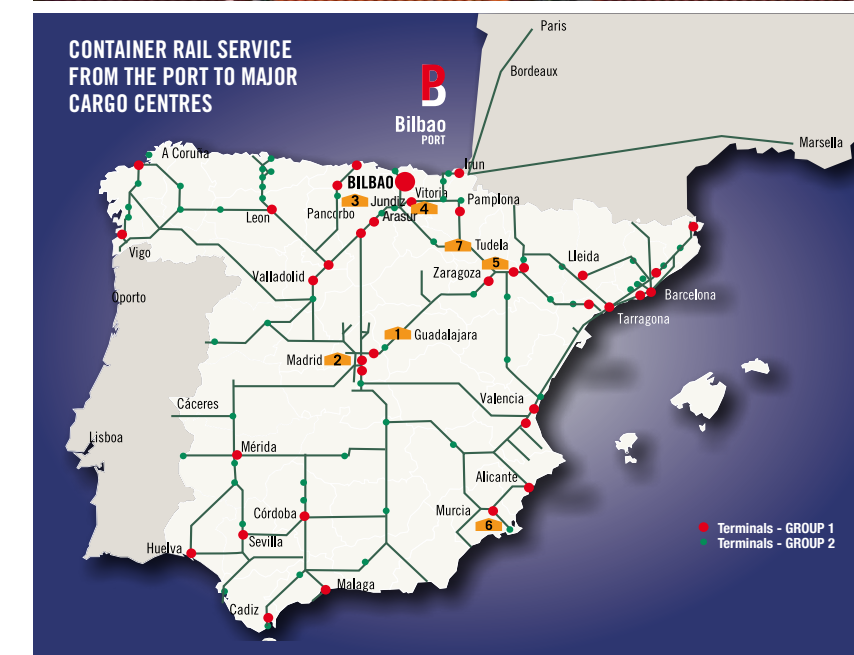 CONTAINER RAIL SERVICE
FROM THE PORT TO MAJOR
CARGO CENTRES
B
Bilbao
PORT
Paris
Bordeaux
Marsella
A Coruña
Irun
BILBAO
Vitoria
3
Jundiz
4
Pamplona
Leon
Pancorbo
Arasur
Vigo
7
Tudela
Lleida
5
Valladolid
Zaragoza
Oporto
Barcelona
Tarragona
1
Guadalajara
Madrid
2
Cáceres
Valencia
Lisboa
Mérida
Alicante
Córdoba
Murcia
6
Sevilla
Huelva
Malaga
Cadiz
Terminals - GROUP 1
Terminals - GROUP 2